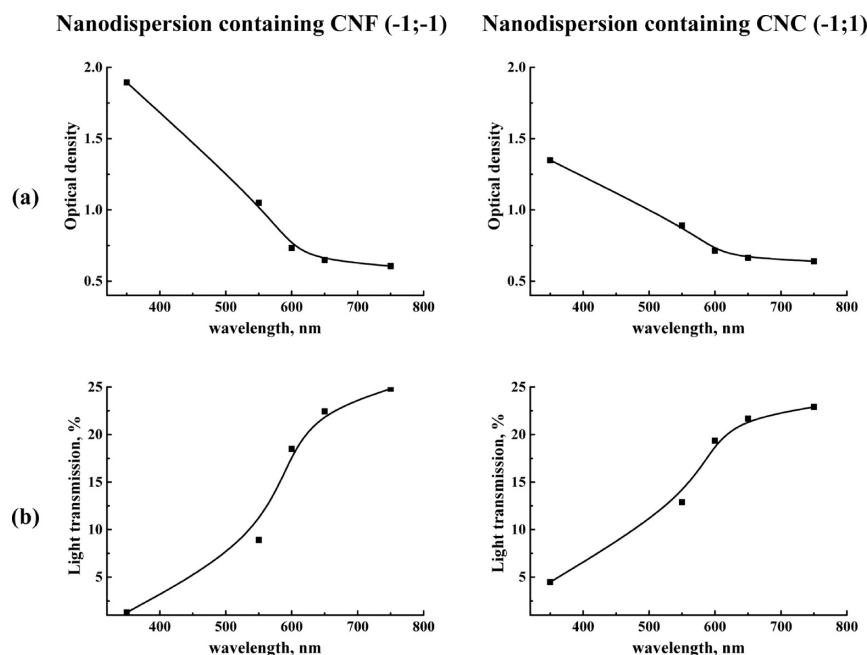 Nanodispersion containing CNF (-1;-1)
Nanodispersion containing CNC (-1;1)
(a)
Optical density
2.0
1.5
1.0
0.5
400 500 600 700 800
wavelength, nm
Optical density
2.0
1.5
1.0
0.5
400 500 600 700 800
wavelength, nm
(b)
Light transmission, %
25
20
15
10
5
400 500 600 700 800
wavelength, nm
Light transmission, %
25
20
15
10
5
400 500 600 700 800
wavelength, nm